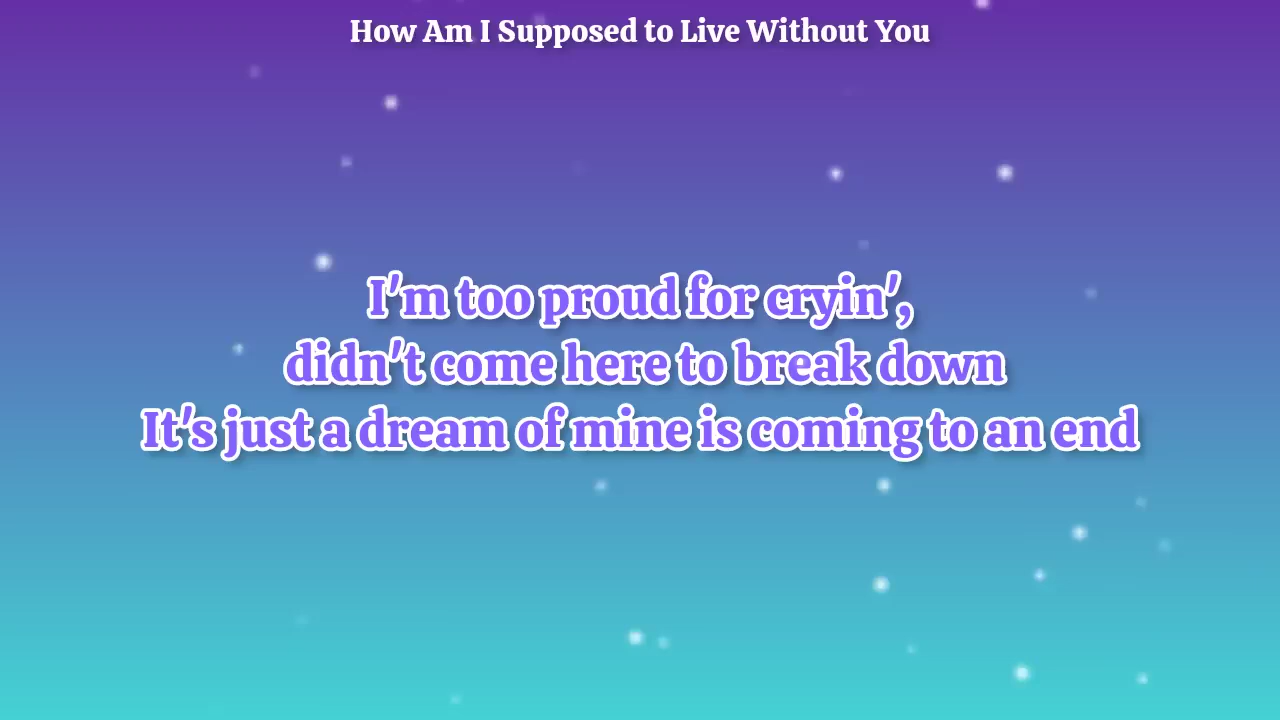 How Am I Supposed to Live Without You
I'm too proud for cryin',
didn't come here to break down
It's just a dream of mine is coming to an end